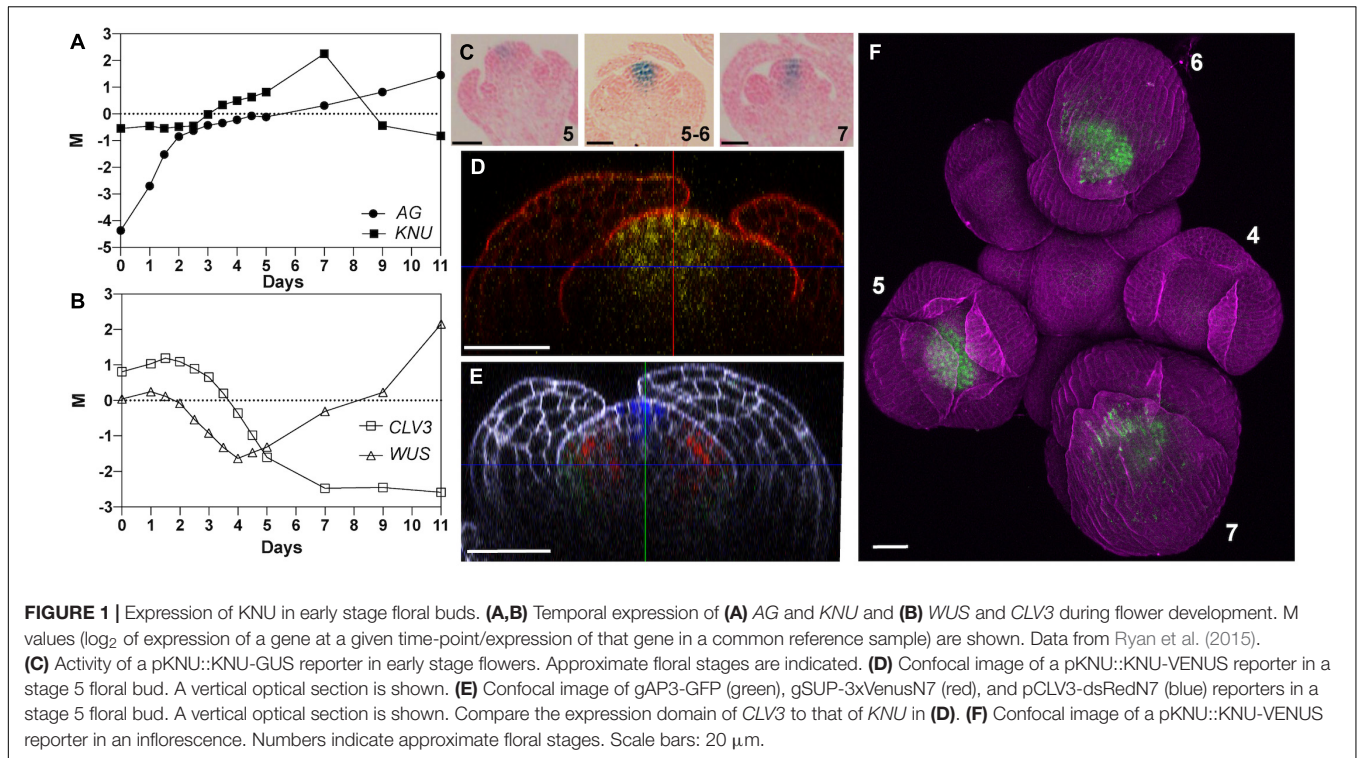 A
3
2
1
0
-1
-2
-3
-4
-5
M
AG
KNU
0 1 2 3 4 5 7 9 11
Days
B
3
2
1
0
-1
-2
-3
M
CLV3
WUS
0 1 2 3 4 5 7 9 11
Days
C
5
5-6
7
D
E
F
6
4
5
7
FIGURE 1 | Expression of KNU in early stage floral buds. (A,B) Temporal expression of (A) AG and KNU and (B) WUS and CLV3 during flower development. M
values (log₂ of expression of a gene at a given time-point/expression of that gene in a common reference sample) are shown. Data from Ryan et al. (2015).
(C) Activity of a pKNU::KNU-GUS reporter in early stage flowers. Approximate floral stages are indicated. (D) Confocal image of a pKNU::KNU-VENUS reporter in a
stage 5 floral bud. A vertical optical section is shown. (E) Confocal image of gAP3-GFP (green), gSUP-3xVenusN7 (red), and pCLV3-dsRedN7 (blue) reporters in a
stage 5 floral bud. A vertical optical section is shown. Compare the expression domain of CLV3 to that of KNU in (D). (F) Confocal image of a pKNU::KNU-VENUS
reporter in an inflorescence. Numbers indicate approximate floral stages. Scale bars: 20 μm.